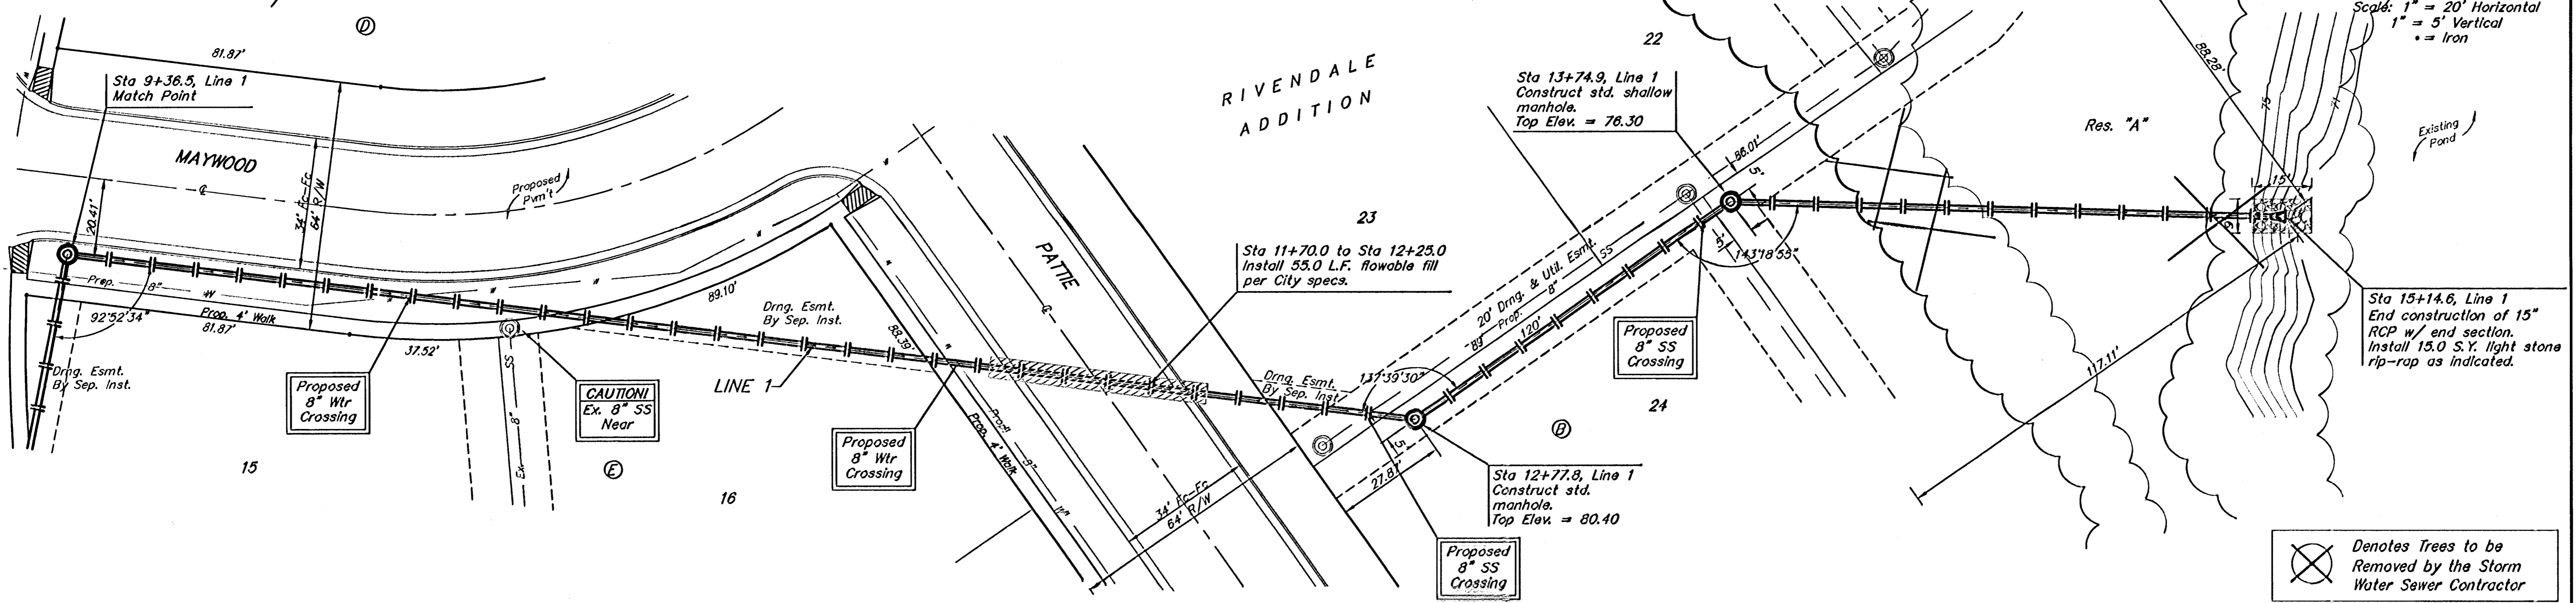 D
81.87'
Sta 9+36.5, Line 1
Match Point
MAYWOOD
℄
20.41'
34' Fc-Fc
64' R/W
Proposed
Pvm't
Prop. 8" W
Prop. 4' Walk
81.87'
92°52'34"
37.52'
89.10'
Drng. Esmt.
By Sep. Inst.
Drng. Esmt.
By Sep. Inst.
SS
8"
Ex.
Proposed
8" Wtr
Crossing
CAUTION!
Ex. 8" SS
Near
15
E
16
LINE 1
88.39'
Proposed
8" Wtr
Crossing
Prop.
8"
Prop. 4' Walk
RIVENDALE
ADDITION
PATTIE
℄
34' Fc-Fc
64' R/W
23
Sta 11+70.0 to Sta 12+25.0
Install 55.0 L.F. flowable fill
per City specs.
Drng. Esmt.
By Sep. Inst.
137°39'30"
5'
27.87'
Sta 12+77.8, Line 1
Construct std.
manhole.
Top Elev. = 80.40
Proposed
8" SS
Crossing
B
24
22
Sta 13+74.9, Line 1
Construct std. shallow
manhole.
Top Elev. = 76.30
20' Drng. & Util. Esmt.
Prop. 8" SS
89' 120'
86.01'
5'
5'
143°18'55"
Proposed
8" SS
Crossing
Scale: 1" = 20' Horizontal
1" = 5' Vertical
• = Iron
88.28'
75
71
Res. "A"
Existing
Pond
15'
117.11'
Sta 15+14.6, Line 1
End construction of 15"
RCP w/ end section.
Install 15.0 S.Y. light stone
rip-rap as indicated.
Denotes Trees to be
Removed by the Storm
Water Sewer Contractor